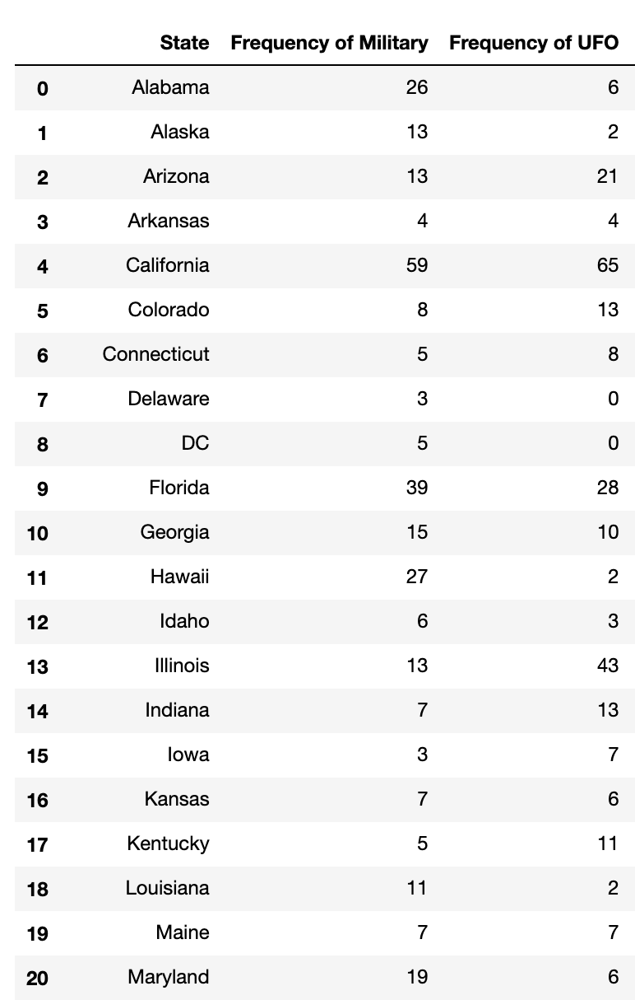 State Frequency of Military Frequency of UFO
0 Alabama 26 6
1 Alaska 13 2
2 Arizona 13 21
3 Arkansas 4 4
4 California 59 65
5 Colorado 8 13
6 Connecticut 5 8
7 Delaware 3 0
8 DC 5 0
9 Florida 39 28
10 Georgia 15 10
11 Hawaii 27 2
12 Idaho 6 3
13 Illinois 13 43
14 Indiana 7 13
15 Iowa 3 7
16 Kansas 7 6
17 Kentucky 5 11
18 Louisiana 11 2
19 Maine 7 7
20 Maryland 19 6